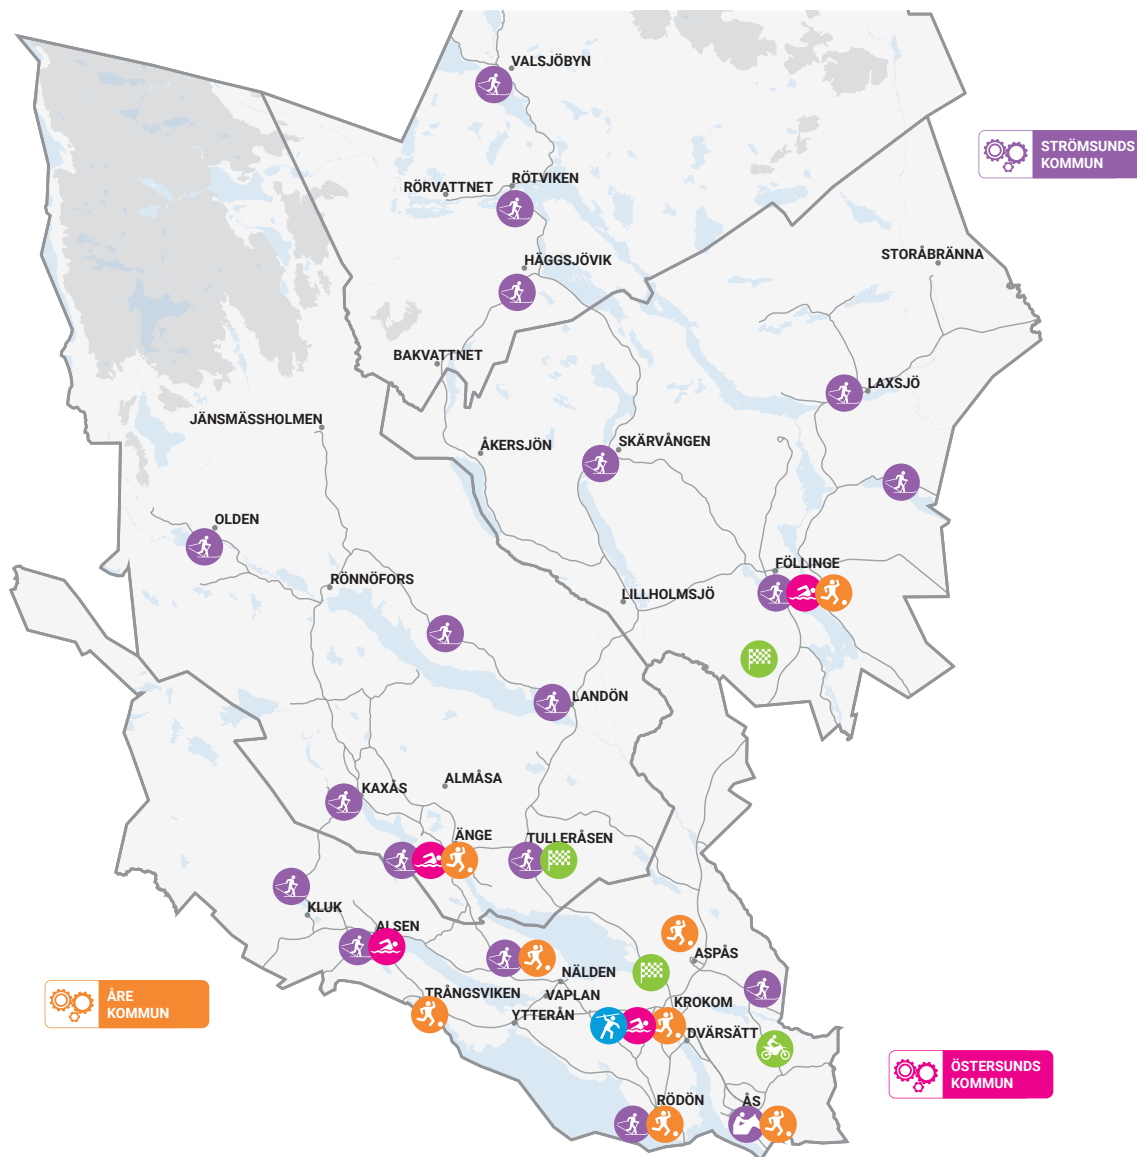 VALSJÖBYN
STRÖMSUNDS
KOMMUN
RÖTVIKEN
RÖRVATTNET
STORÅBRÄNNA
HÄGGSJÖVIK
BAKVATTNET
LAXSJÖ
JÄNSMÄSSHOLMEN
ÅKERSJÖN
SKÄRVÅNGEN
OLDEN
FÖLLINGE
RÖNNÖFORS
LILLHOLMSJÖ
LANDÖN
ALMÅSA
KAXÅS
ÄNGE
TULLERÅSEN
KLUK
ALSEN
ASPÅS
NÄLDEN
TRÅNGSVIKEN
VAPLAN
KROKOM
ÅRE
KOMMUN
YTTERÅN
DVÄRSÄTT
ÖSTERSUNDS
KOMMUN
RÖDÖN
ÅS